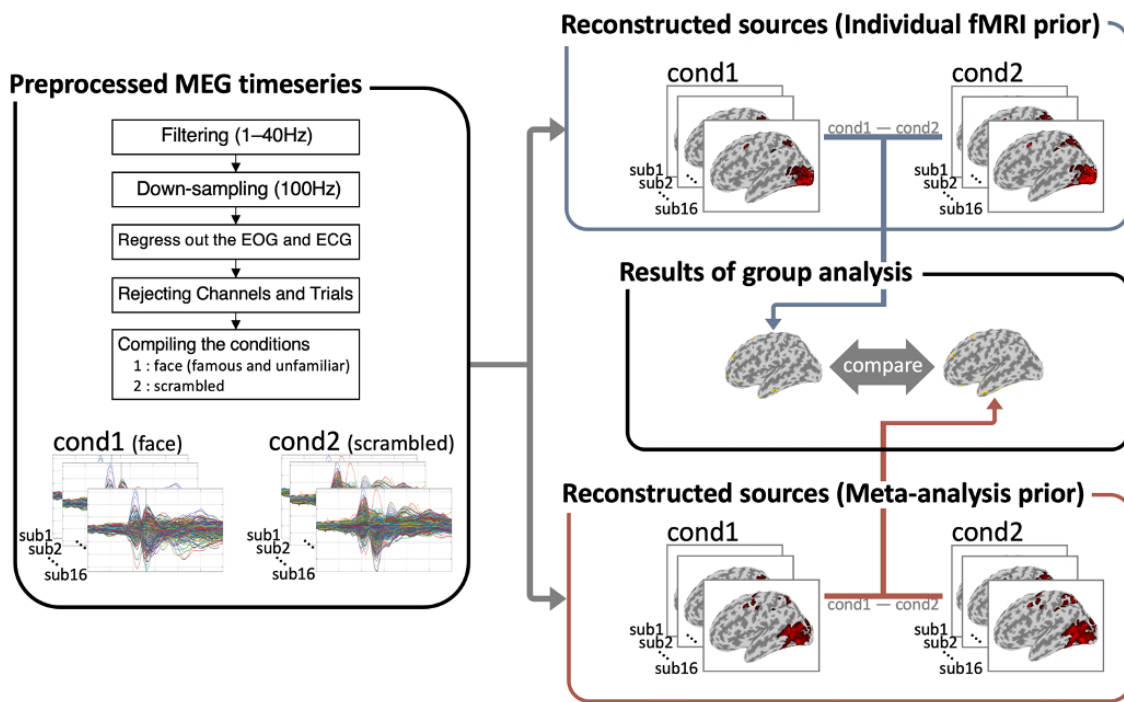 Preprocessed MEG timeseries
Filtering (1–40Hz)
Down-sampling (100Hz)
Regress out the EOG and ECG
Rejecting Channels and Trials
Compiling the conditions
1 : face (famous and unfamiliar)
2 : scrambled
cond1 (face)
sub1
sub2
sub16
cond2 (scrambled)
sub1
sub2
sub16
Reconstructed sources (Individual fMRI prior)
cond1
sub1
sub2
sub16
cond1 — cond2
cond2
sub1
sub2
sub16
Results of group analysis
compare
Reconstructed sources (Meta-analysis prior)
cond1
sub1
sub2
sub16
cond1 — cond2
cond2
sub1
sub2
sub16